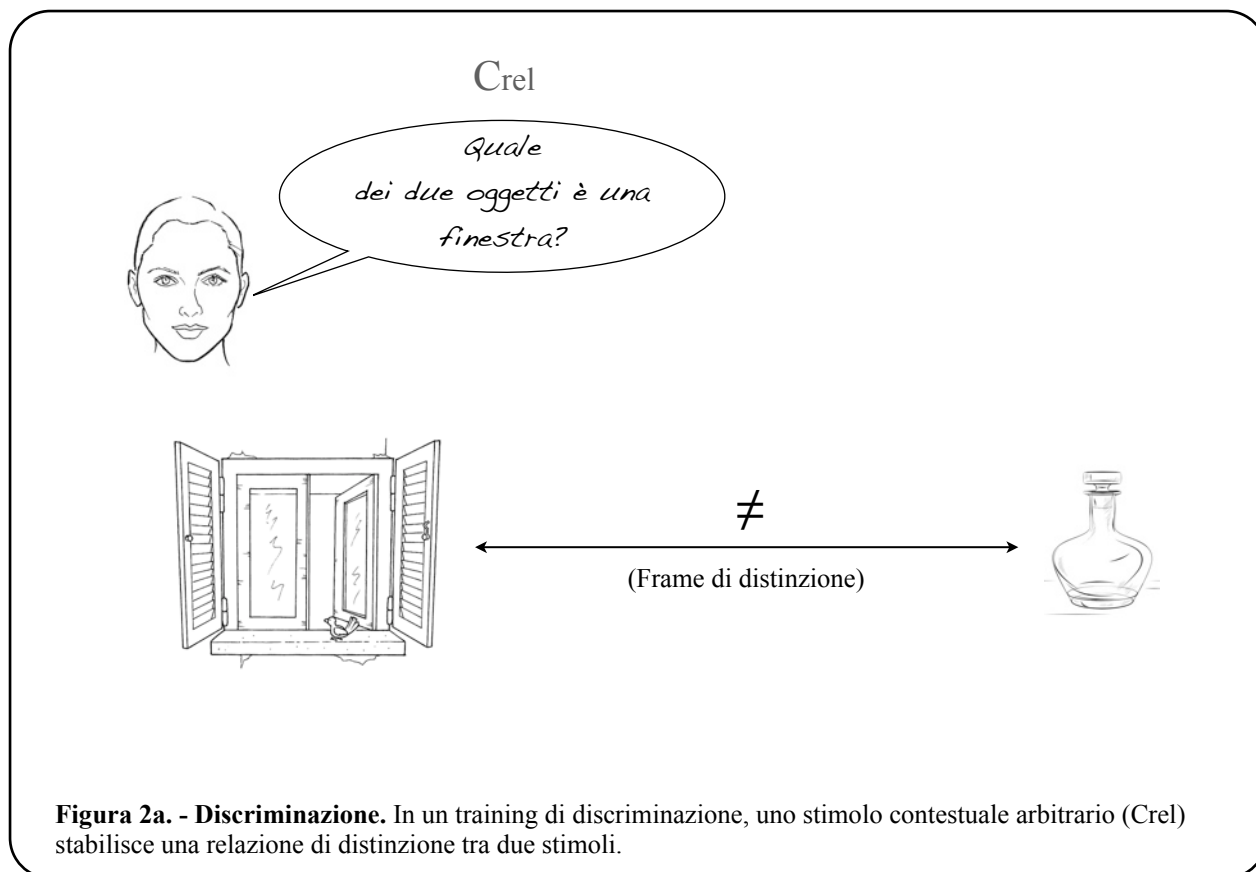 Crel
Quale
dei due oggetti è una
finestra?
≠
(Frame di distinzione)
Figura 2a. - Discriminazione. In un training di discriminazione, uno stimolo contestuale arbitrario (Crel)
stabilisce una relazione di distinzione tra due stimoli.